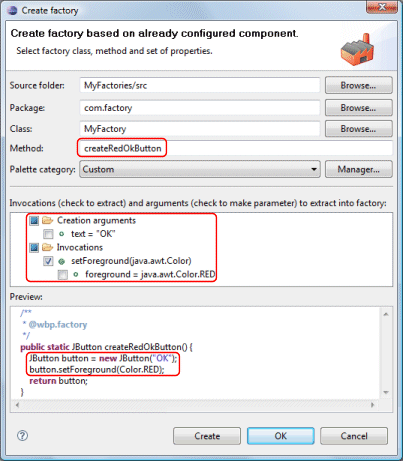 Create factory
Create factory based on already configured component.
Select factory class, method and set of properties.
Source folder: MyFactories/src Browse...
Package: com.factory Browse...
Class: MyFactory Browse...
Method: createRedOkButton
Palette category: Custom Manager...
Invocations (check to extract) and arguments (check to make parameter) to extract into factory:
Creation arguments
text = "OK"
Invocations
setForeground(java.awt.Color)
foreground = java.awt.Color.RED
Preview:
/**
* @wbp.factory
*/
public static JButton createRedOkButton() {
JButton button = new JButton("OK");
button.setForeground(Color.RED);
return button;
}
? Create OK Cancel